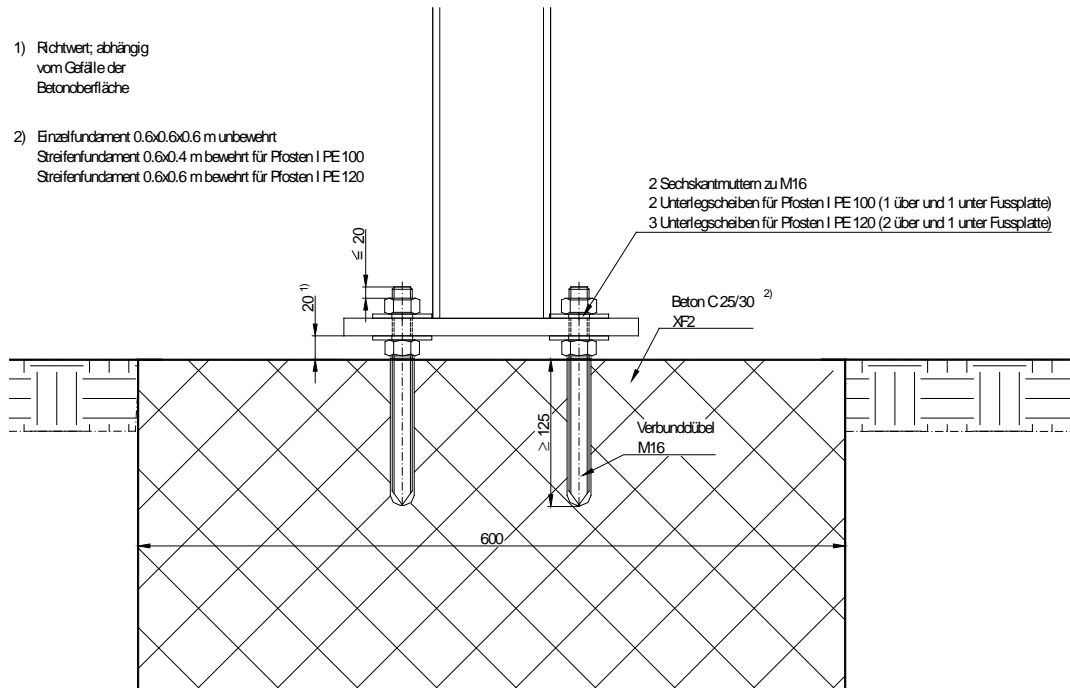 1) Richtwert; abhängig
vom Gefälle der
Betonoberfläche
2) Einzelfundament 0.6x0.6x0.6 m unbewehrt
Streifenfundament 0.6x0.4 m bewehrt für Pfosten I PE 100
Streifenfundament 0.6x0.6 m bewehrt für Pfosten I PE 120
2 Sechskantmuttern zu M16
2 Unterlegscheiben für Pfosten I PE 100 (1 über und 1 unter Fussplatte)
3 Unterlegscheiben für Pfosten I PE 120 (2 über und 1 unter Fussplatte)
≤ 20
20 1)
Beton C 25/30 2)
XF2
≥ 125
Verbunddübel
M16
600